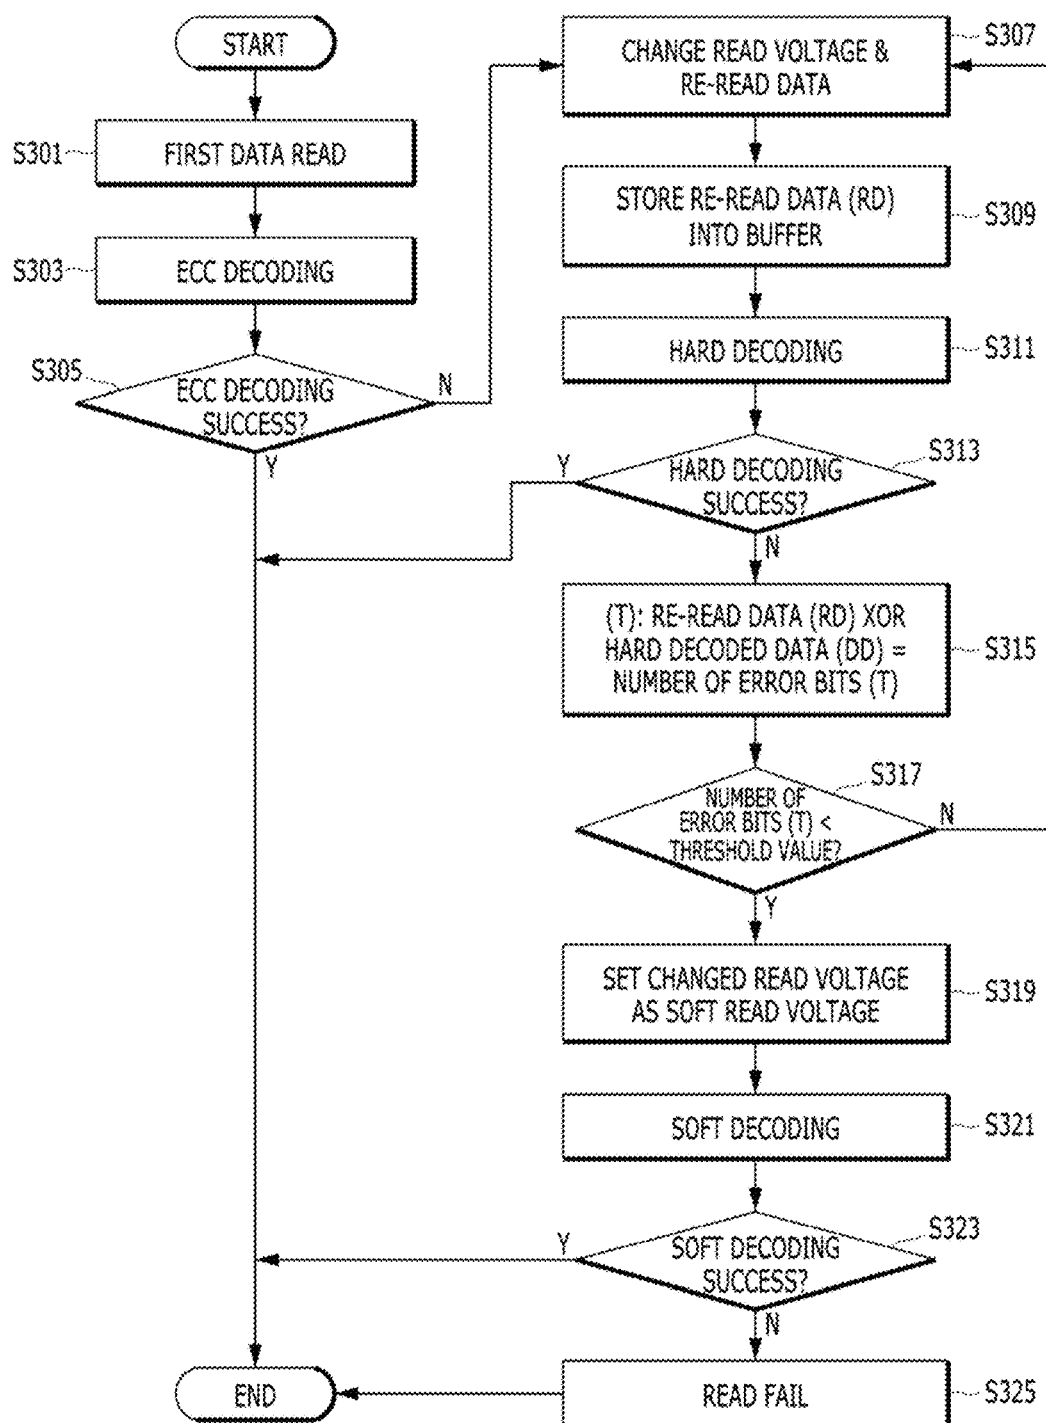 START
S301
FIRST DATA READ
S303
ECC DECODING
S305
ECC DECODING
SUCCESS?
N
Y
CHANGE READ VOLTAGE &
RE-READ DATA
S307
STORE RE-READ DATA (RD)
INTO BUFFER
S309
HARD DECODING
S311
S313
Y
HARD DECODING
SUCCESS?
N
(T): RE-READ DATA (RD) XOR
HARD DECODED DATA (DD) =
NUMBER OF ERROR BITS (T)
S315
S317
NUMBER OF
ERROR BITS (T) <
THRESHOLD VALUE?
N
Y
SET CHANGED READ VOLTAGE
AS SOFT READ VOLTAGE
S319
SOFT DECODING
S321
S323
Y
SOFT DECODING
SUCCESS?
N
END
READ FAIL
S325